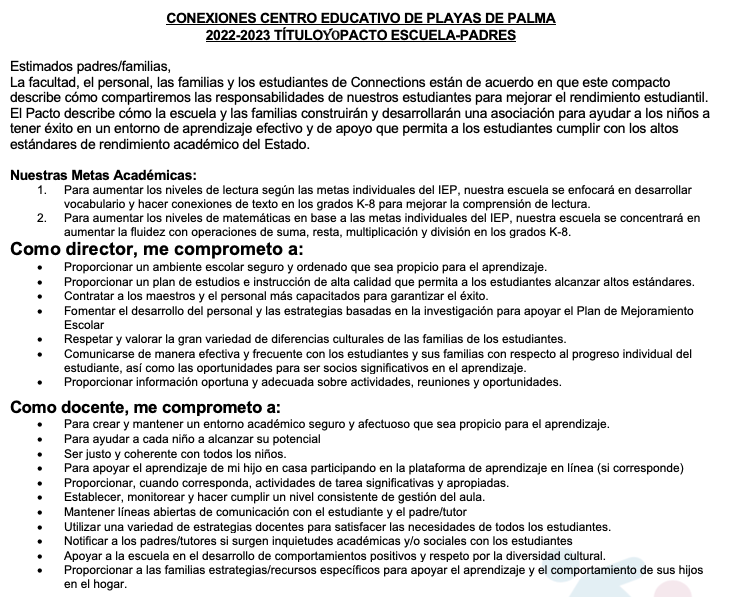 CONEXIONES CENTRO EDUCATIVO DE PLAYAS DE PALMA
2022-2023 TÍTULOYOPACTO ESCUELA-PADRES
Estimados padres/familias,
La facultad, el personal, las familias y los estudiantes de Connections están de acuerdo en que este compacto
describe cómo compartiremos las responsabilidades de nuestros estudiantes para mejorar el rendimiento estudiantil.
El Pacto describe cómo la escuela y las familias construirán y desarrollarán una asociación para ayudar a los niños a
tener éxito en un entorno de aprendizaje efectivo y de apoyo que permita a los estudiantes cumplir con los altos
estándares de rendimiento académico del Estado.
Nuestras Metas Académicas:
1. Para aumentar los niveles de lectura según las metas individuales del IEP, nuestra escuela se enfocará en desarrollar
vocabulario y hacer conexiones de texto en los grados K-8 para mejorar la comprensión de lectura.
2. Para aumentar los niveles de matemáticas en base a las metas individuales del IEP, nuestra escuela se concentrará en
aumentar la fluidez con operaciones de suma, resta, multiplicación y división en los grados K-8.
Como director, me comprometo a:
• Proporcionar un ambiente escolar seguro y ordenado que sea propicio para el aprendizaje.
• Proporcionar un plan de estudios e instrucción de alta calidad que permita a los estudiantes alcanzar altos estándares.
• Contratar a los maestros y el personal más capacitados para garantizar el éxito.
• Fomentar el desarrollo del personal y las estrategias basadas en la investigación para apoyar el Plan de Mejoramiento
Escolar
• Respetar y valorar la gran variedad de diferencias culturales de las familias de los estudiantes.
• Comunicarse de manera efectiva y frecuente con los estudiantes y sus familias con respecto al progreso individual del
estudiante, así como las oportunidades para ser socios significativos en el aprendizaje.
• Proporcionar información oportuna y adecuada sobre actividades, reuniones y oportunidades.
Como docente, me comprometo a:
• Para crear y mantener un entorno académico seguro y afectuoso que sea propicio para el aprendizaje.
• Para ayudar a cada niño a alcanzar su potencial
• Ser justo y coherente con todos los niños.
• Para apoyar el aprendizaje de mi hijo en casa participando en la plataforma de aprendizaje en línea (si corresponde)
• Proporcionar, cuando corresponda, actividades de tarea significativas y apropiadas.
• Establecer, monitorear y hacer cumplir un nivel consistente de gestión del aula.
• Mantener líneas abiertas de comunicación con el estudiante y el padre/tutor
• Utilizar una variedad de estrategias docentes para satisfacer las necesidades de todos los estudiantes.
• Notificar a los padres/tutores si surgen inquietudes académicas y/o sociales con los estudiantes
• Apoyar a la escuela en el desarrollo de comportamientos positivos y respeto por la diversidad cultural.
• Proporcionar a las familias estrategias/recursos específicos para apoyar el aprendizaje y el comportamiento de sus hijos
en el hogar.